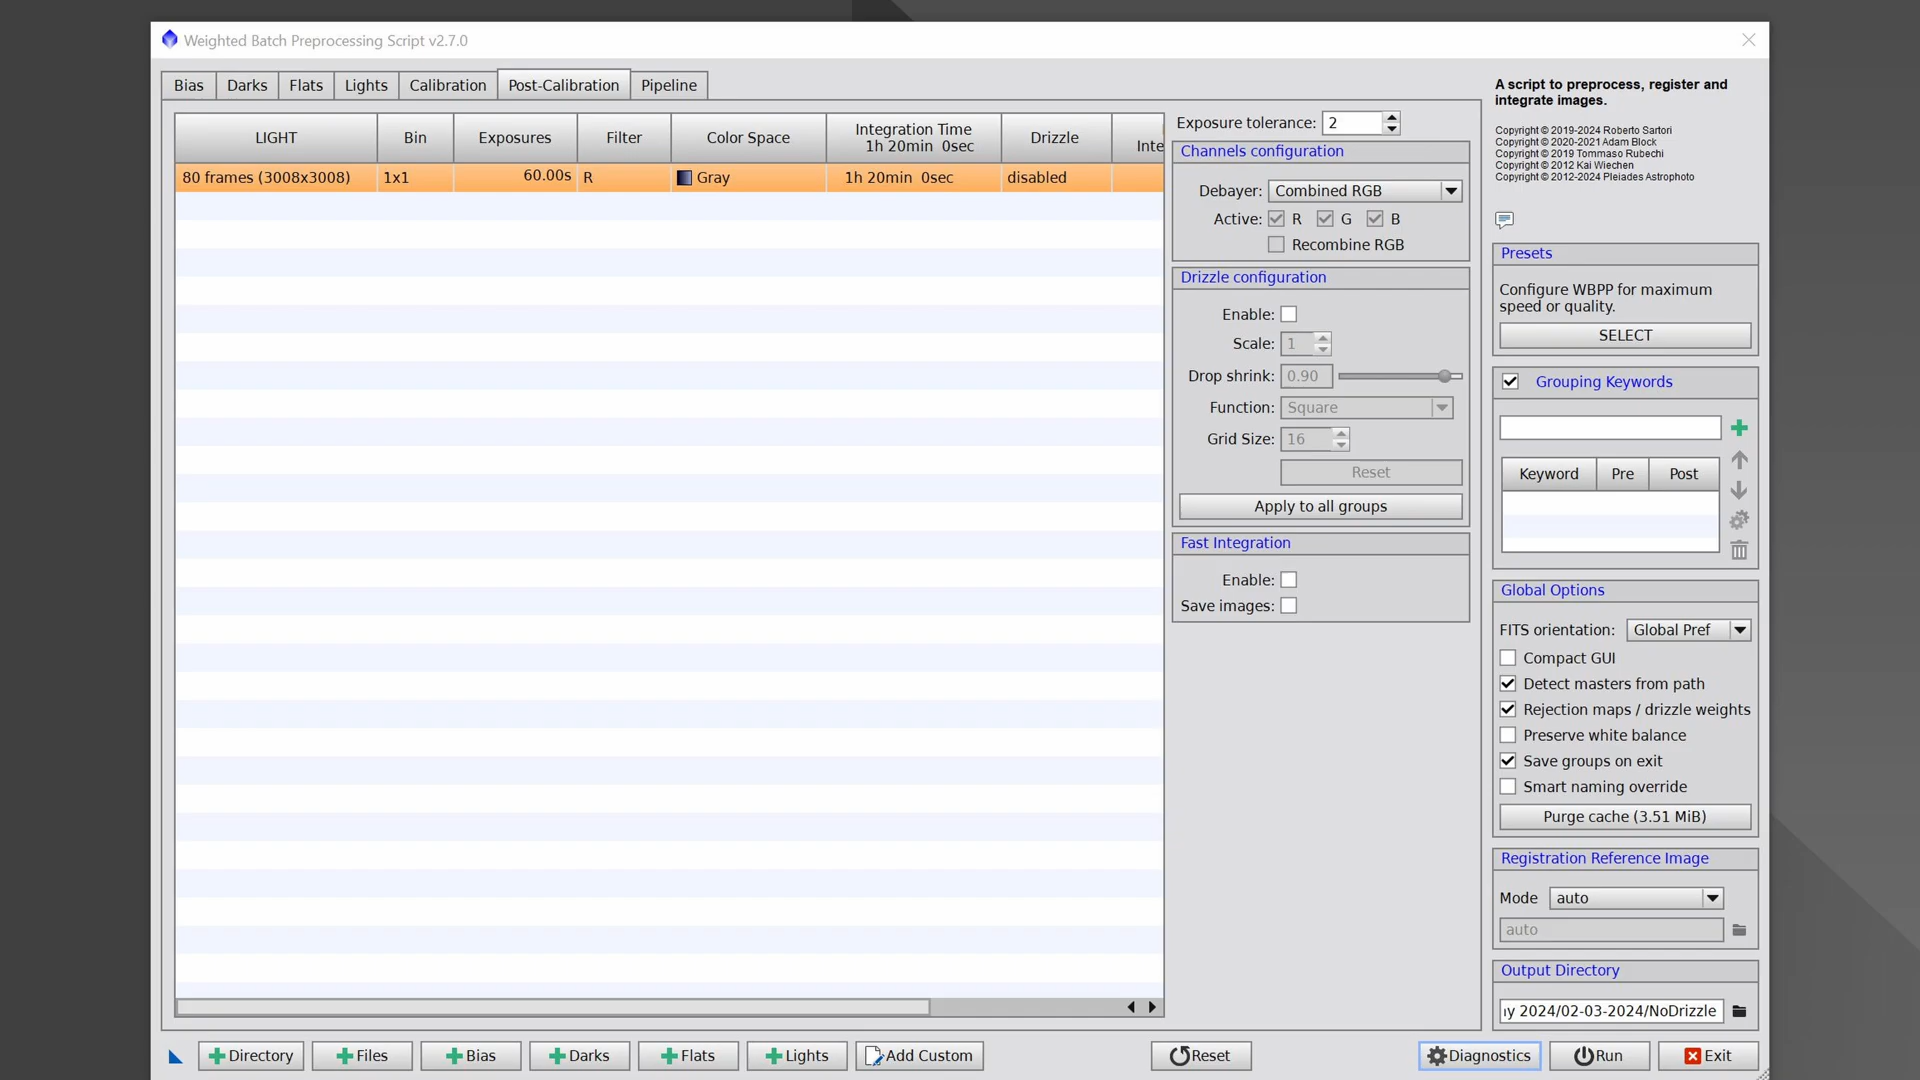 Weighted Batch Preprocessing Script v2.7.0
Bias
Darks
Flats
Lights
Calibration
Post-Calibration
Pipeline
LIGHT
Bin
Exposures
Filter
Color Space
Integration Time
1h 20min 0sec
Drizzle
Inte
80 frames (3008x3008)
1x1
60.00s
R
Gray
1h 20min 0sec
disabled
Exposure tolerance:
2
Channels configuration
Debayer:
Combined RGB
Active:
R
G
B
Recombine RGB
Drizzle configuration
Enable:
Scale:
1
Drop shrink:
0.90
Function:
Square
Grid Size:
16
Reset
Apply to all groups
Fast Integration
Enable:
Save images:
A script to preprocess, register and
integrate images.
Copyright © 2019-2024 Roberto Sartori
Copyright © 2020-2021 Adam Block
Copyright © 2019 Tommaso Rubechi
Copyright © 2012 Kai Wiechen
Copyright © 2012-2024 Pleiades Astrophoto
Presets
Configure WBPP for maximum
speed or quality.
SELECT
Grouping Keywords
Keyword
Pre
Post
Global Options
FITS orientation:
Global Pref
Compact GUI
Detect masters from path
Rejection maps / drizzle weights
Preserve white balance
Save groups on exit
Smart naming override
Purge cache (3.51 MiB)
Registration Reference Image
Mode
auto
auto
Output Directory
y 2024/02-03-2024/NoDrizzle
Directory
Files
Bias
Darks
Flats
Lights
Add Custom
Reset
Diagnostics
Run
Exit